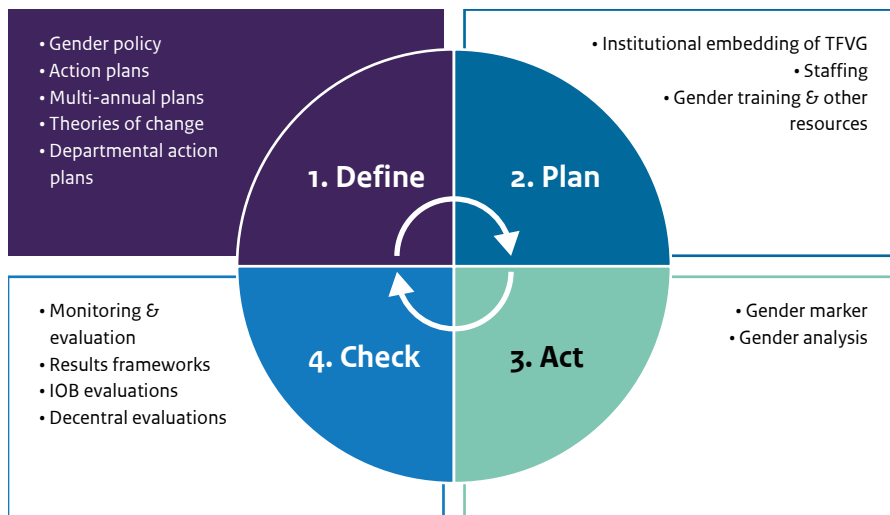 • Gender policy
• Action plans
• Multi-annual plans
• Theories of change
• Departmental action
plans
• Institutional embedding of TFVG
• Staffing
• Gender training & other
resources
1. Define
2. Plan
4. Check
3. Act
• Monitoring &
evaluation
• Results frameworks
• IOB evaluations
• Decentral evaluations
• Gender marker
• Gender analysis